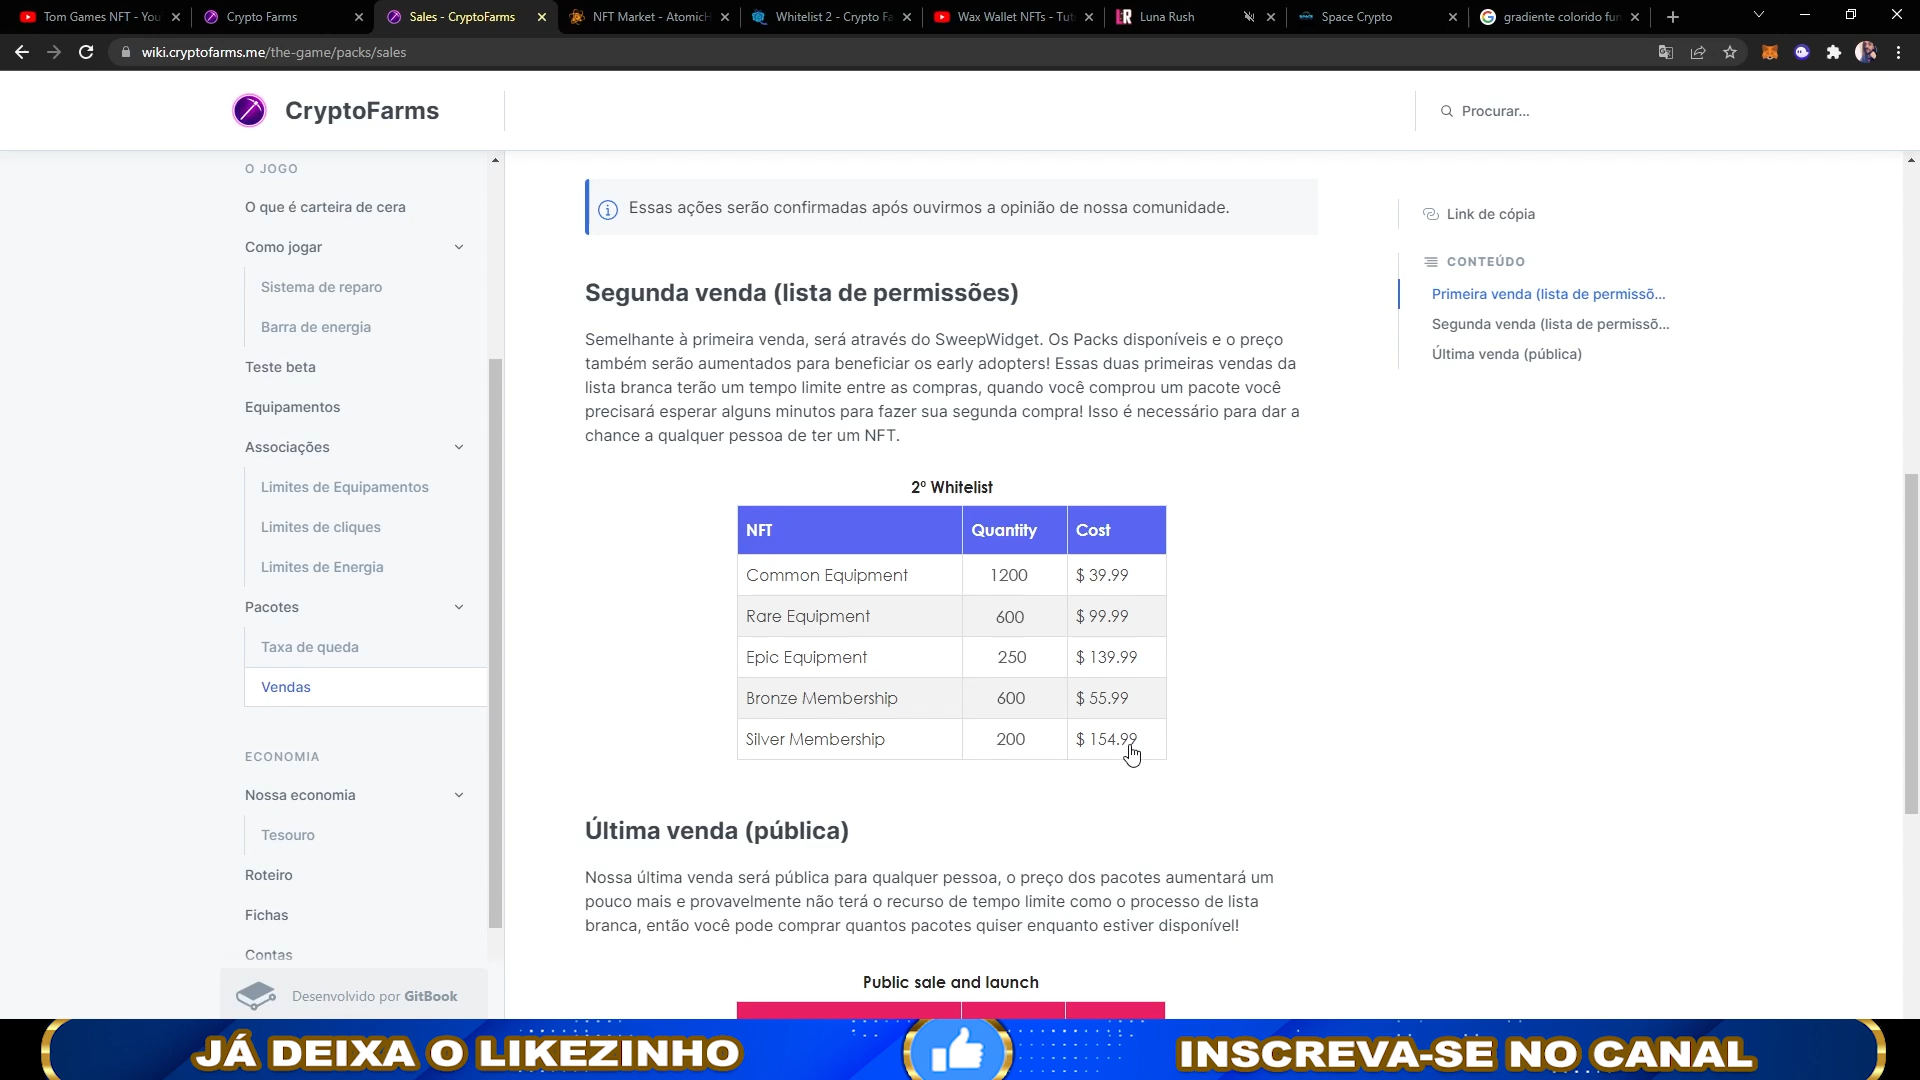 Tom Games NFT - You
Crypto Farms
Sales - CryptoFarms
NFT Market - AtomicH
Whitelist 2 - Crypto Fa
Wax Wallet NFTs - Tut
Luna Rush
Space Crypto
gradiente colorido fun
wiki.cryptofarms.me/the-game/packs/sales
CryptoFarms
Procurar...
O JOGO
O que é carteira de cera
Como jogar
Sistema de reparo
Barra de energia
Teste beta
Equipamentos
Associações
Limites de Equipamentos
Limites de cliques
Limites de Energia
Pacotes
Taxa de queda
Vendas
ECONOMIA
Nossa economia
Tesouro
Roteiro
Fichas
Contas
Desenvolvido por GitBook
Essas ações serão confirmadas após ouvirmos a opinião de nossa comunidade.
Segunda venda (lista de permissões)
Semelhante à primeira venda, será através do SweepWidget. Os Packs disponíveis e o preço
também serão aumentados para beneficiar os early adopters! Essas duas primeiras vendas da
lista branca terão um tempo limite entre as compras, quando você comprou um pacote você
precisará esperar alguns minutos para fazer sua segunda compra! Isso é necessário para dar a
chance a qualquer pessoa de ter um NFT.
2º Whitelist
NFT Quantity Cost
Common Equipment 1200 $ 39.99
Rare Equipment 600 $ 99.99
Epic Equipment 250 $ 139.99
Bronze Membership 600 $ 55.99
Silver Membership 200 $ 154.99
Última venda (pública)
Nossa última venda será pública para qualquer pessoa, o preço dos pacotes aumentará um
pouco mais e provavelmente não terá o recurso de tempo limite como o processo de lista
branca, então você pode comprar quantos pacotes quiser enquanto estiver disponível!
Public sale and launch
Link de cópia
CONTEÚDO
Primeira venda (lista de permissõ...
Segunda venda (lista de permissõ...
Última venda (pública)
JÁ DEIXA O LIKEZINHO
INSCREVA-SE NO CANAL